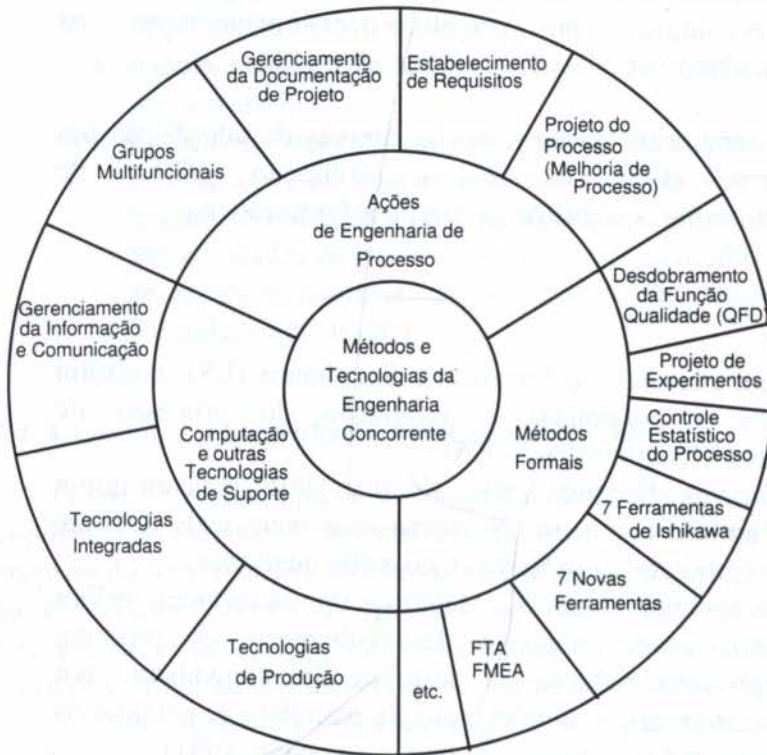 Gerenciamento
da Documentação
de Projeto
Estabelecimento
de Requisitos
Projeto do
Processo
(Melhoria de
Processo)
Grupos
Multifuncionais
Ações
de Engenharia de
Processo
Desdobramento
da Função
Qualidade (QFD)
Gerenciamento
da Informação
e Comunicação
Métodos e
Tecnologias da
Engenharia
Concorrente
Projeto de
Experimentos
Controle
Estatístico
do Processo
Computação
e outras
Tecnologias
de Suporte
Métodos
Formais
7 Ferramentas
de Ishikawa
Tecnologias
Integradas
7 Novas
Ferramentas
Tecnologias
de Produção
etc.
FTA
FMEA